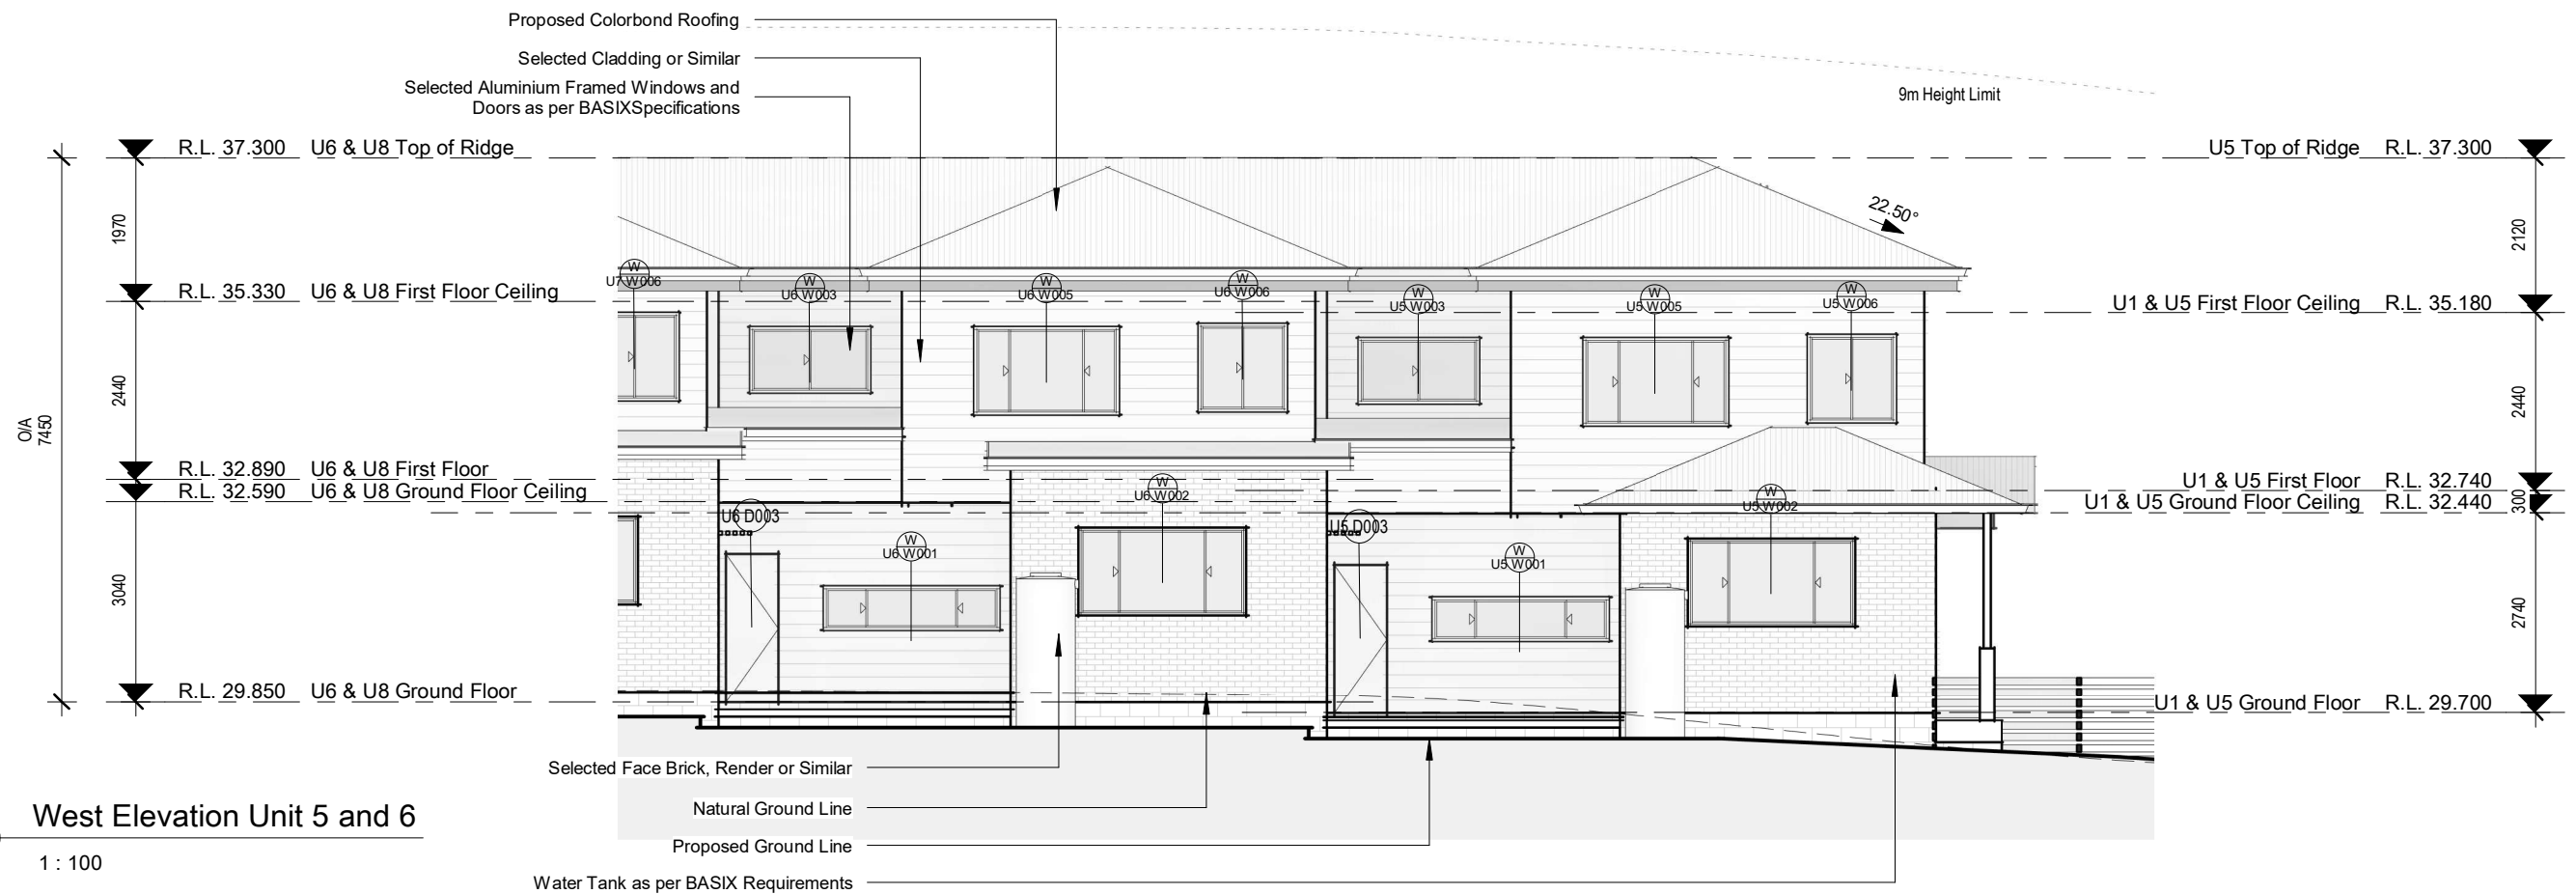 Proposed Colorbond Roofing
Selected Cladding or Similar
Selected Aluminium Framed Windows and
Doors as per BASIXSpecifications
9m Height Limit
R.L. 37.300 U6 & U8 Top of Ridge
U5 Top of Ridge R.L. 37.300
1970
22.50°
2120
W
U7 W006
W
U6 W003
W
U6 W005
W
U6 W006
W
U5 W003
W
U5 W005
W
U5 W006
R.L. 35.330 U6 & U8 First Floor Ceiling
U1 & U5 First Floor Ceiling R.L. 35.180
2440
2440
O/A
7450
R.L. 32.890 U6 & U8 First Floor
U1 & U5 First Floor R.L. 32.740
R.L. 32.590 U6 & U8 Ground Floor Ceiling
U1 & U5 Ground Floor Ceiling R.L. 32.440
300
W
U6 W002
W
U5 W002
U6 D003
U5 D003
W
U6 W001
W
U5 W001
3040
2740
R.L. 29.850 U6 & U8 Ground Floor
U1 & U5 Ground Floor R.L. 29.700
Selected Face Brick, Render or Similar
Natural Ground Line
Proposed Ground Line
Water Tank as per BASIX Requirements
West Elevation Unit 5 and 6
1 : 100